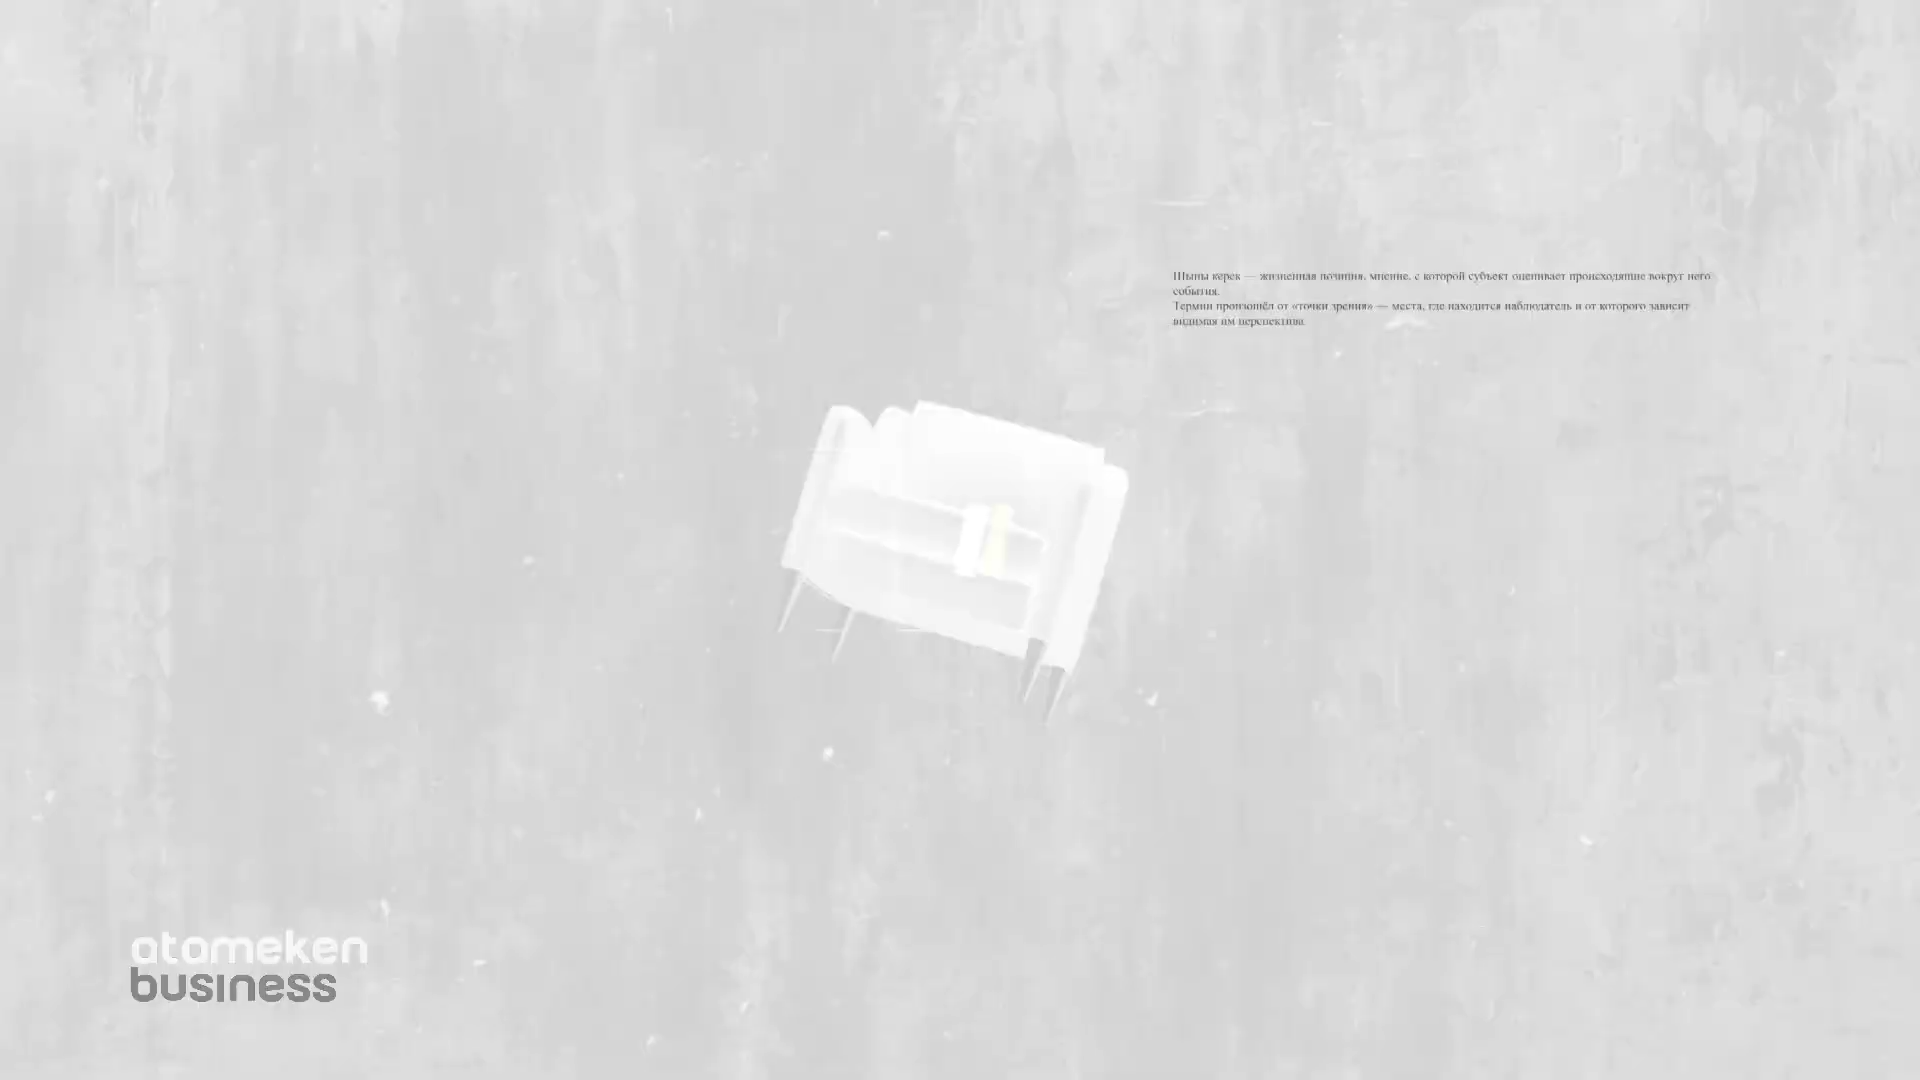 Шыны керек — жизненная позиция, мнение, с которой субъект оценивает происходящие вокруг него
события.
Термин произошёл от «точки зрения» — места, где находится наблюдатель и от которого зависит
видимая им перспектива.
atameken
business